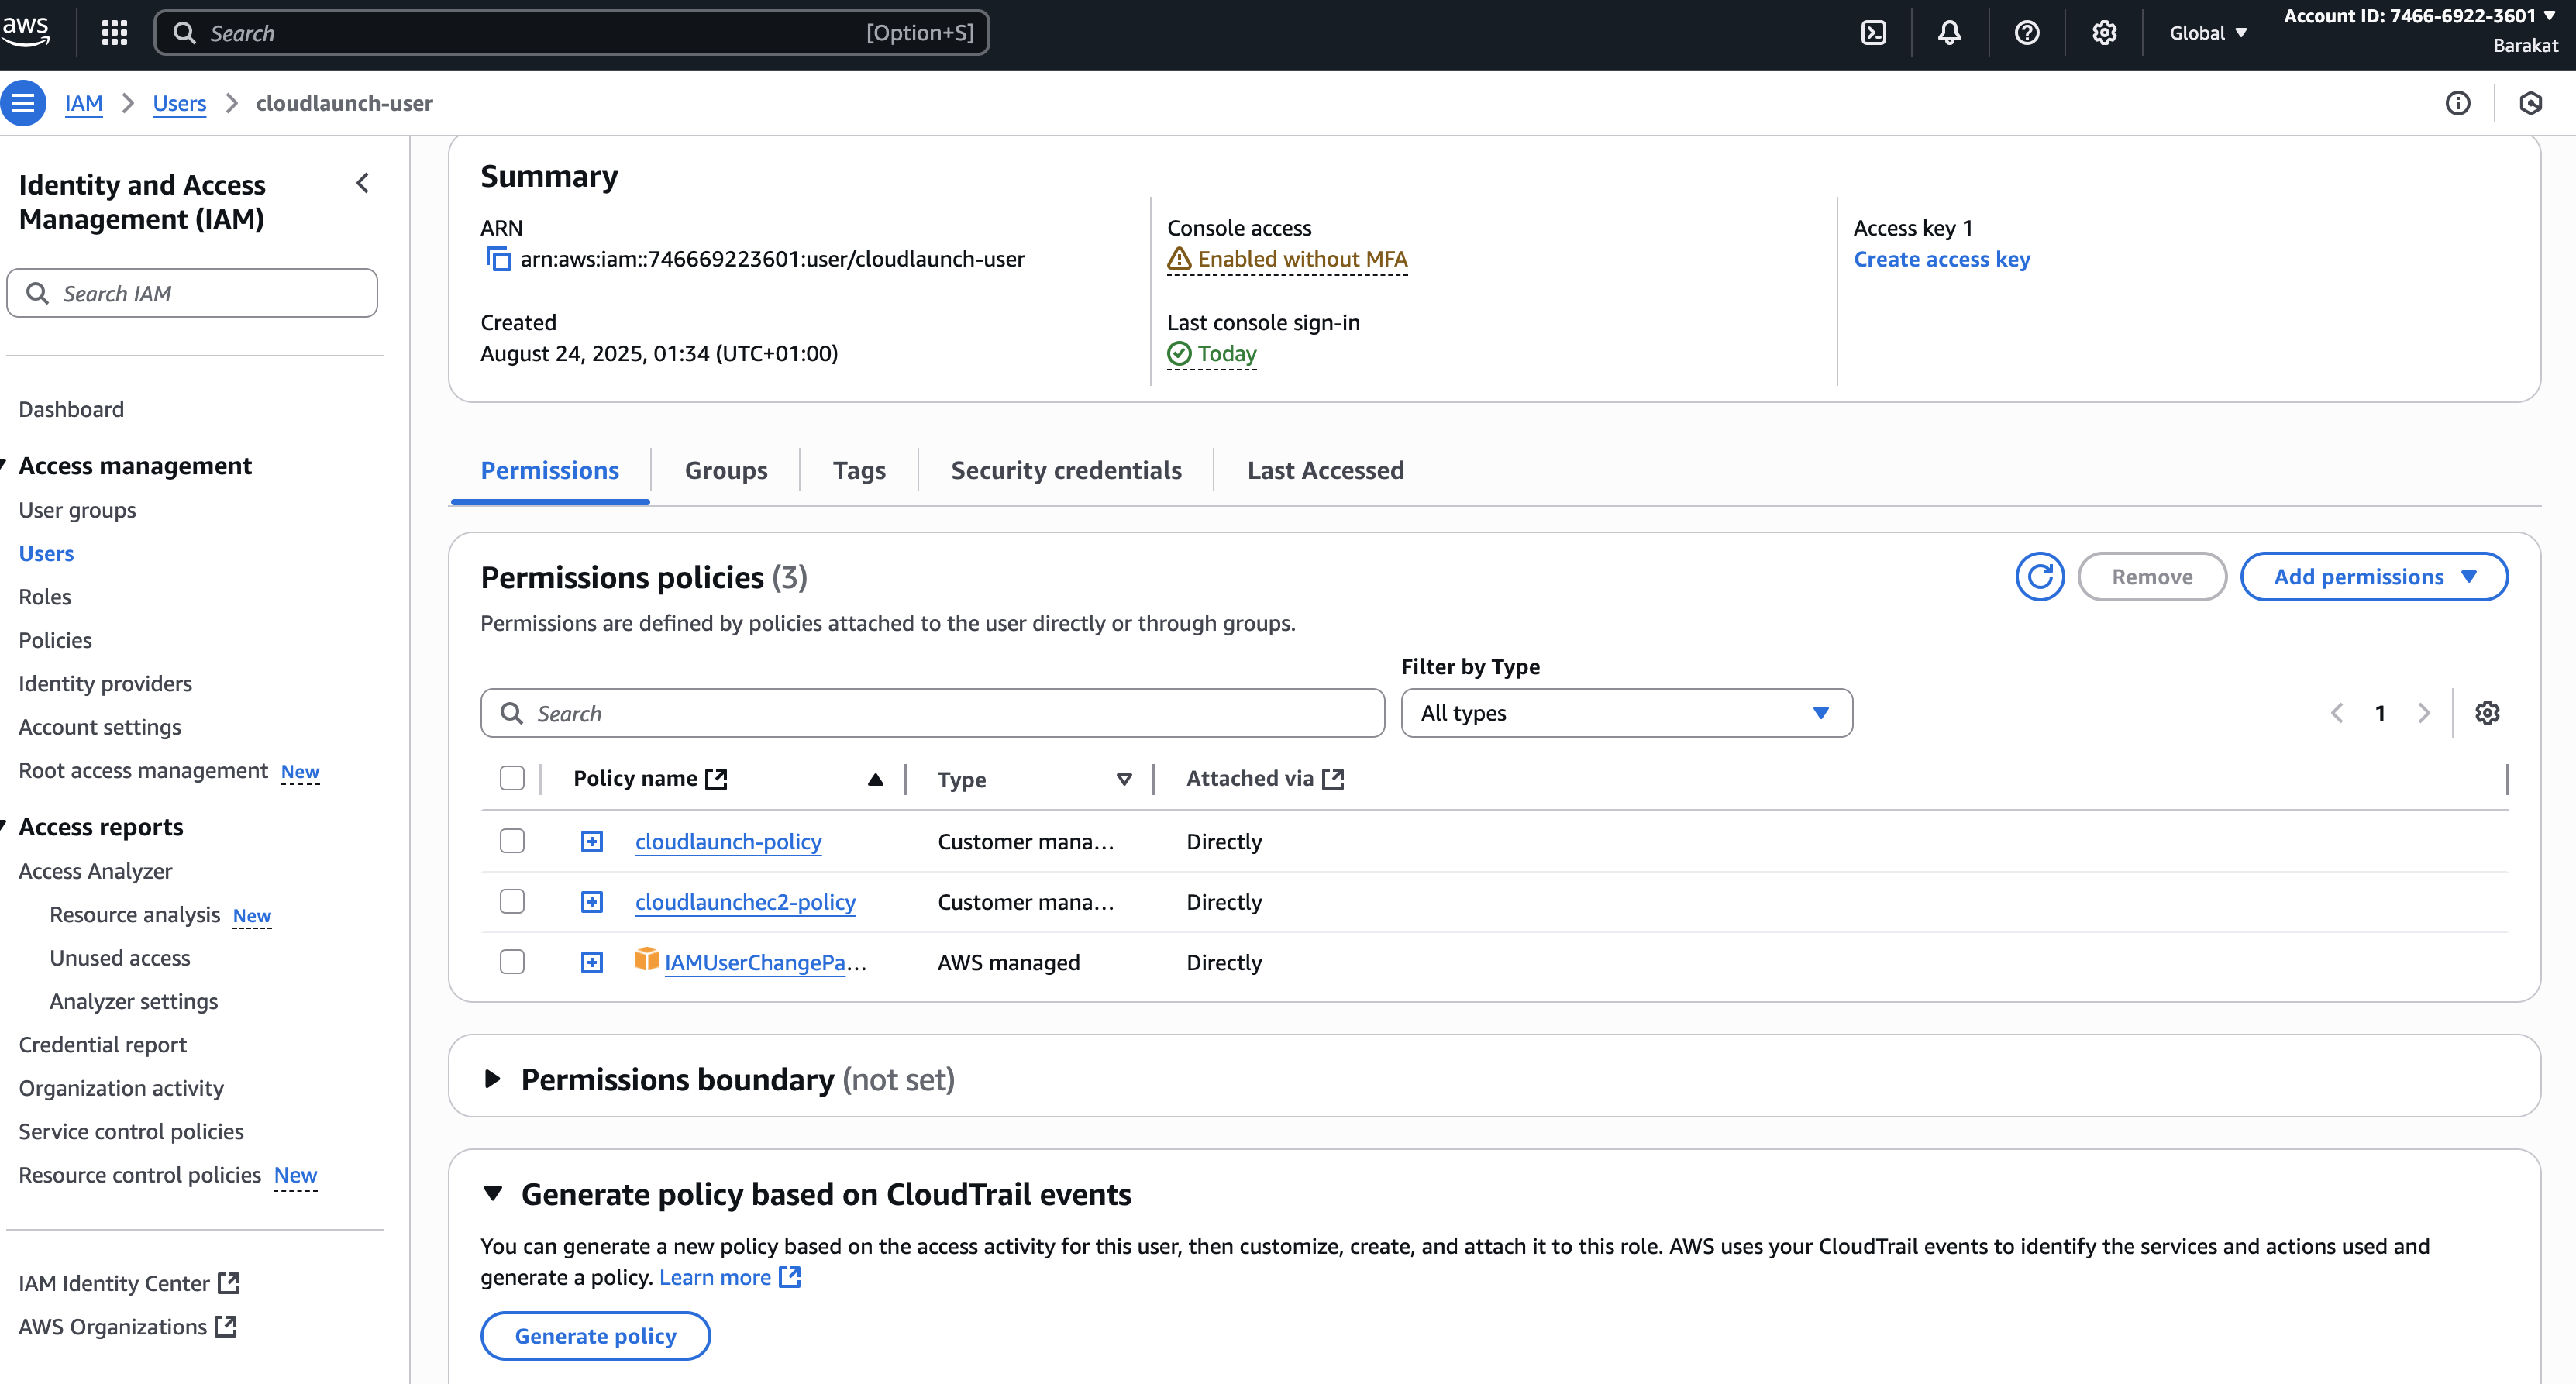 aws
Search
[Option+S]
Global
Account ID: 7466-6922-3601
Barakat
IAM
Users
cloudlaunch-user
Identity and Access
Management (IAM)
Search IAM
Dashboard
Access management
User groups
Users
Roles
Policies
Identity providers
Account settings
Root access management New
Access reports
Access Analyzer
Resource analysis New
Unused access
Analyzer settings
Credential report
Organization activity
Service control policies
Resource control policies New
IAM Identity Center
AWS Organizations
Summary
ARN
arn:aws:iam::746669223601:user/cloudlaunch-user
Created
August 24, 2025, 01:34 (UTC+01:00)
Console access
Enabled without MFA
Last console sign-in
Today
Access key 1
Create access key
Permissions
Groups
Tags
Security credentials
Last Accessed
Permissions policies (3)
Remove
Add permissions
Permissions are defined by policies attached to the user directly or through groups.
Filter by Type
Search
All types
1
Policy name Type Attached via
cloudlaunch-policy Customer mana... Directly
cloudlaunchec2-policy Customer mana... Directly
IAMUserChangePa... AWS managed Directly
Permissions boundary (not set)
Generate policy based on CloudTrail events
You can generate a new policy based on the access activity for this user, then customize, create, and attach it to this role. AWS uses your CloudTrail events to identify the services and actions used and
generate a policy. Learn more
Generate policy